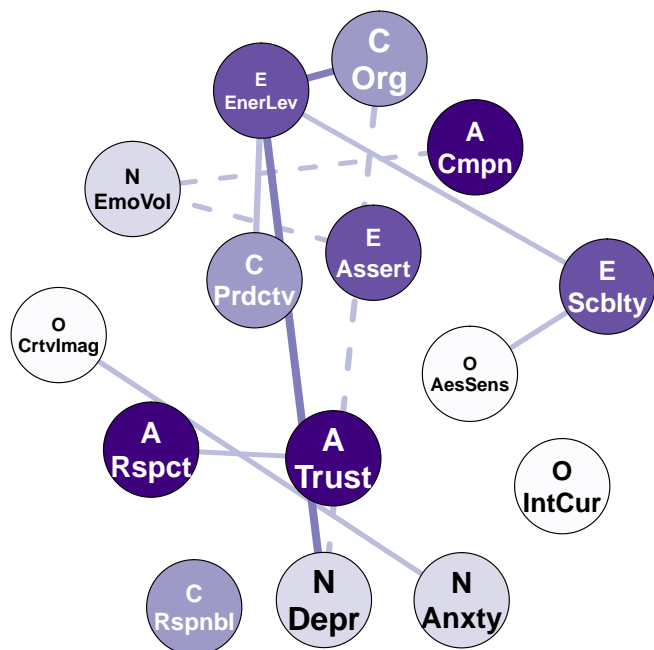 C
Org
E
EnerLev
A
Cmpn
N
EmoVol
E
Assert
C
Prdctv
E
Scblty
O
CrtvImag
O
AesSens
A
Rspct
A
Trust
O
IntCur
C
Rspnbl
N
Depr
N
Anxty